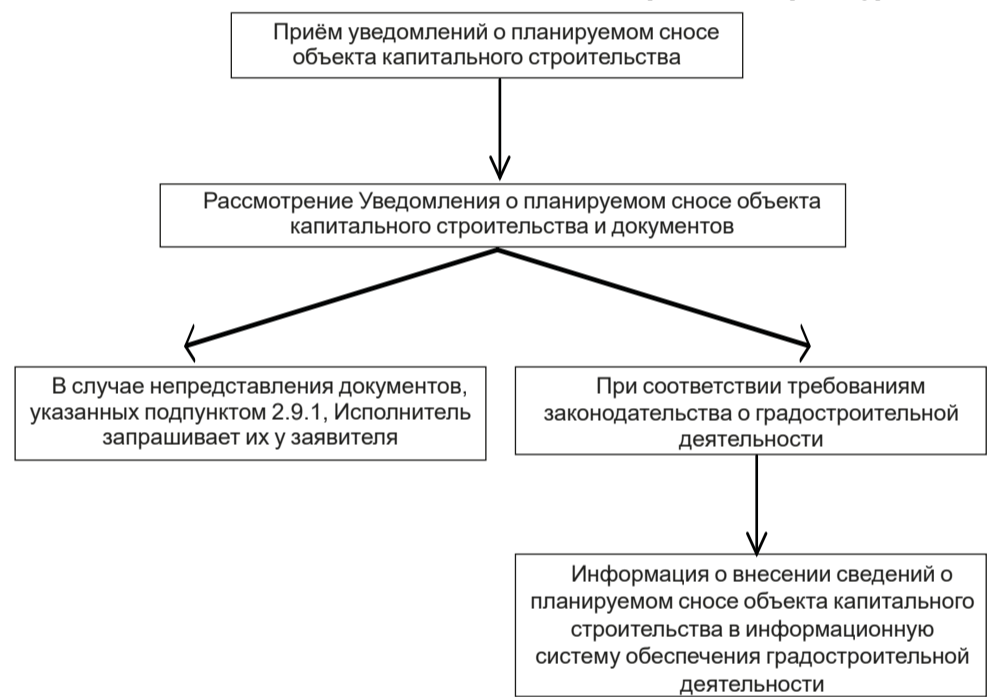 Приём уведомлений о планируемом сносе
объекта капитального строительства
Рассмотрение Уведомления о планируемом сносе объекта
капитального строительства и документов
В случае непредставления документов,
указанных подпунктом 2.9.1, Исполнитель
запрашивает их у заявителя
При соответствии требованиям
законодательства о градостроительной
деятельности
Информация о внесении сведений о
планируемом сносе объекта капитального
строительства в информационную
систему обеспечения градостроительной
деятельности